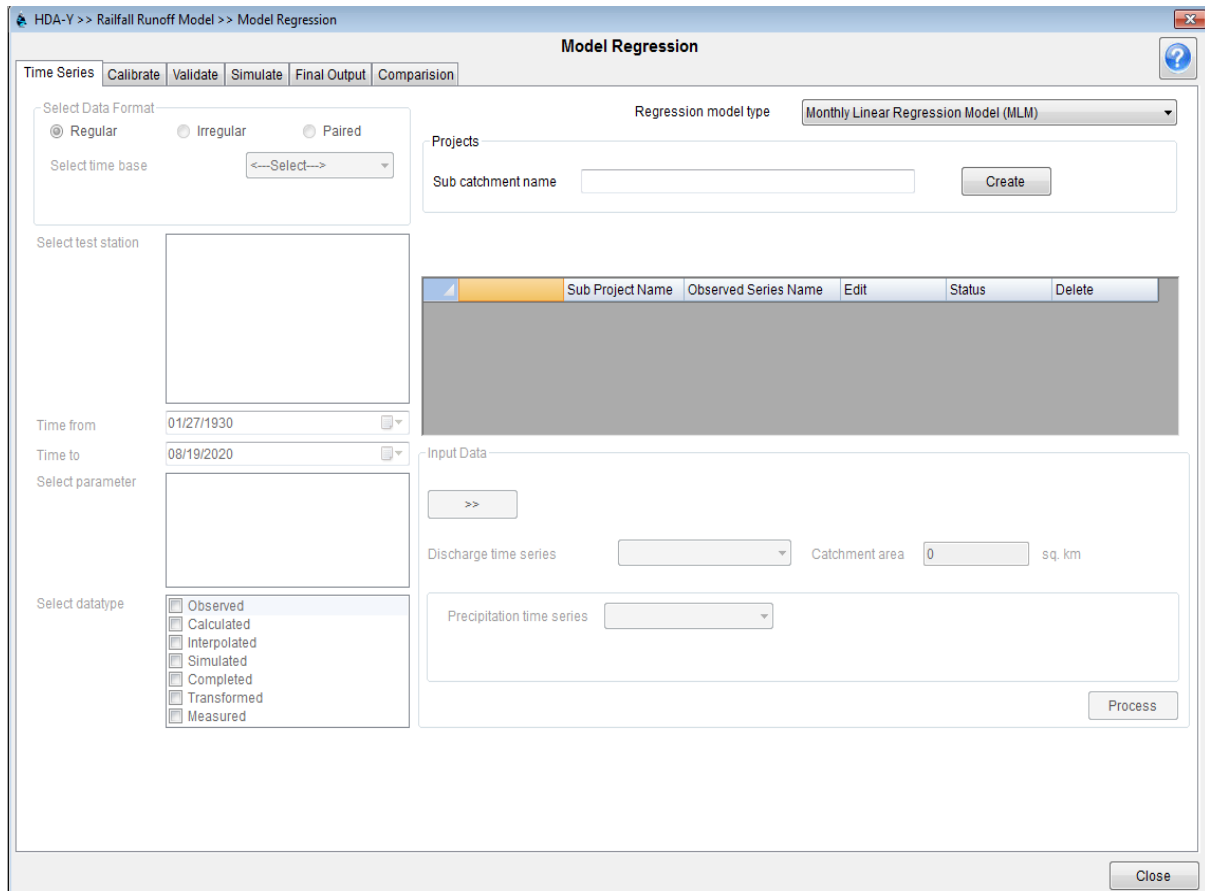 HDA-Y >> Railfall Runoff Model >> Model Regression
Model Regression
Time Series Calibrate Validate Simulate Final Output Comparision
Select Data Format
Regular Irregular Paired
Select time base <---Select--->
Regression model type Monthly Linear Regression Model (MLM)
Projects
Sub catchment name Create
Select test station
Sub Project Name Observed Series Name Edit Status Delete
Time from 01/27/1930
Time to 08/19/2020
Select parameter
Select datatype
Observed
Calculated
Interpolated
Simulated
Completed
Transformed
Measured
Input Data
>>
Discharge time series Catchment area 0 sq. km
Precipitation time series
Process
Close